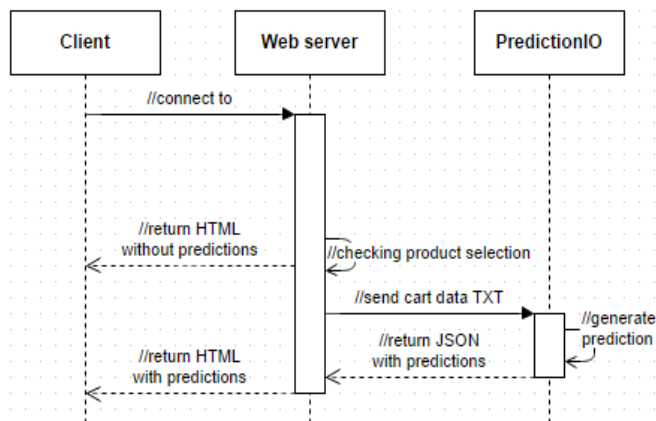 Client
Web server
PredictionIO
//connect to
//return HTML
without predictions
//checking product selection
//send cart data TXT
//generate
prediction
//return JSON
with predictions
//return HTML
with predictions